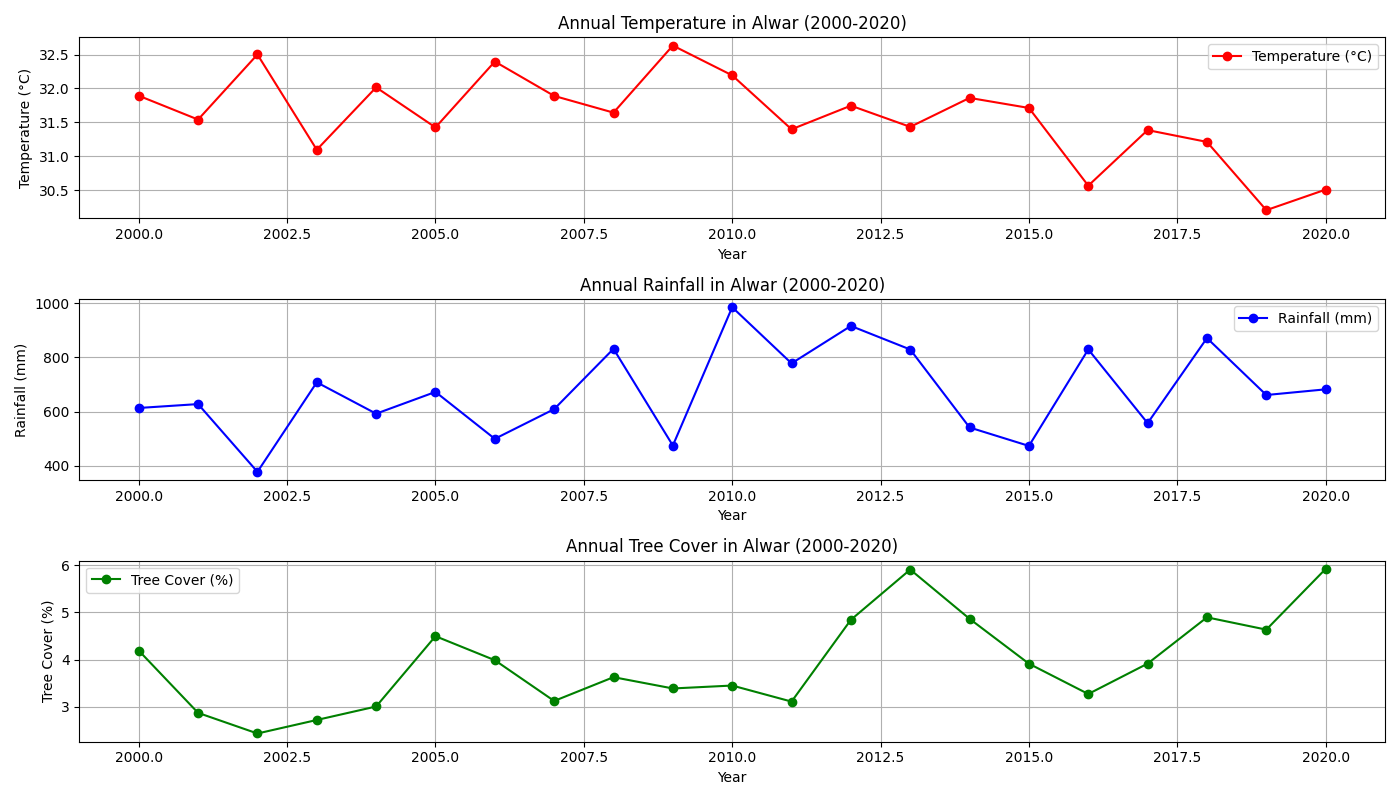 Annual Temperature in Alwar (2000-2020)
Temperature (°C)
Temperature (°C)
32.5
32.0
31.5
31.0
30.5
2000.0 2002.5 2005.0 2007.5 2010.0 2012.5 2015.0 2017.5 2020.0
Year
Annual Rainfall in Alwar (2000-2020)
Rainfall (mm)
Rainfall (mm)
1000
800
600
400
2000.0 2002.5 2005.0 2007.5 2010.0 2012.5 2015.0 2017.5 2020.0
Year
Annual Tree Cover in Alwar (2000-2020)
Tree Cover (%)
Tree Cover (%)
6
5
4
3
2000.0 2002.5 2005.0 2007.5 2010.0 2012.5 2015.0 2017.5 2020.0
Year